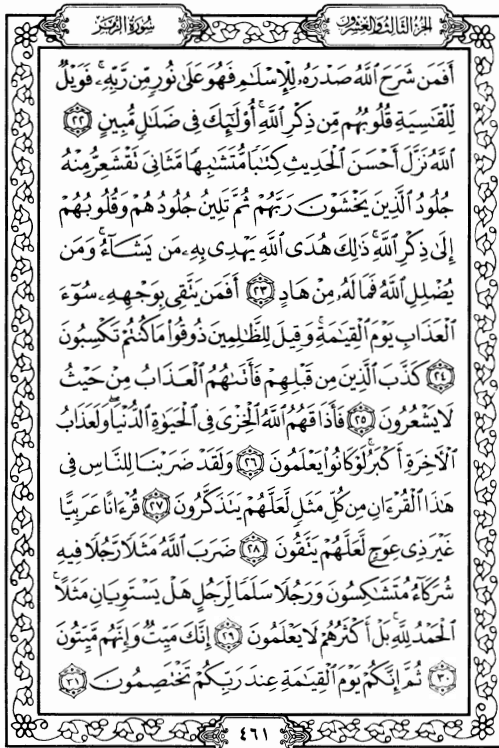 الجزء الثالث والعشرون
سورة الزمر
أَفَمَن شَرَحَ ٱللَّهُ صَدْرَهُۥ لِلْإِسْلَٰمِ فَهُوَ عَلَىٰ نُورٍ مِّن رَّبِّهِۦ ۚ فَوَيْلٌ
لِّلْقَٰسِيَةِ قُلُوبُهُم مِّن ذِكْرِ ٱللَّهِ ۚ أُو۟لَٰٓئِكَ فِى ضَلَٰلٍ مُّبِينٍ ٢٢
ٱللَّهُ نَزَّلَ أَحْسَنَ ٱلْحَدِيثِ كِتَٰبًا مُّتَشَٰبِهًا مَّثَانِىَ تَقْشَعِرُّ مِنْهُ
جُلُودُ ٱلَّذِينَ يَخْشَوْنَ رَبَّهُمْ ثُمَّ تَلِينُ جُلُودُهُمْ وَقُلُوبُهُمْ
إِلَىٰ ذِكْرِ ٱللَّهِ ۚ ذَٰلِكَ هُدَى ٱللَّهِ يَهْدِى بِهِۦ مَن يَشَآءُ ۚ وَمَن
يُضْلِلِ ٱللَّهُ فَمَا لَهُۥ مِنْ هَادٍ ٢٣ أَفَمَن يَتَّقِى بِوَجْهِهِۦ سُوٓءَ
ٱلْعَذَابِ يَوْمَ ٱلْقِيَٰمَةِ ۚ وَقِيلَ لِلظَّٰلِمِينَ ذُوقُوا۟ مَا كُنتُمْ تَكْسِبُونَ
٢٤ كَذَّبَ ٱلَّذِينَ مِن قَبْلِهِمْ فَأَتَىٰهُمُ ٱلْعَذَابُ مِنْ حَيْثُ
لَا يَشْعُرُونَ ٢٥ فَأَذَاقَهُمُ ٱللَّهُ ٱلْخِزْىَ فِى ٱلْحَيَوٰةِ ٱلدُّنْيَا ۖ وَلَعَذَابُ
ٱلْءَاخِرَةِ أَكْبَرُ ۚ لَوْ كَانُوا۟ يَعْلَمُونَ ٢٦ وَلَقَدْ ضَرَبْنَا لِلنَّاسِ فِى
هَٰذَا ٱلْقُرْءَانِ مِن كُلِّ مَثَلٍ لَّعَلَّهُمْ يَتَذَكَّرُونَ ٢٧ قُرْءَانًا عَرَبِيًّا
غَيْرَ ذِى عِوَجٍ لَّعَلَّهُمْ يَتَّقُونَ ٢٨ ضَرَبَ ٱللَّهُ مَثَلًا رَّجُلًا فِيهِ
شُرَكَآءُ مُتَشَٰكِسُونَ وَرَجُلًا سَلَمًا لِّرَجُلٍ هَلْ يَسْتَوِيَانِ مَثَلًا ۚ
ٱلْحَمْدُ لِلَّهِ ۚ بَلْ أَكْثَرُهُمْ لَا يَعْلَمُونَ ٢٩ إِنَّكَ مَيِّتٌ وَإِنَّهُم مَّيِّتُونَ
٣٠ ثُمَّ إِنَّكُمْ يَوْمَ ٱلْقِيَٰمَةِ عِندَ رَبِّكُمْ تَخْتَصِمُونَ ٣١
٤٦١